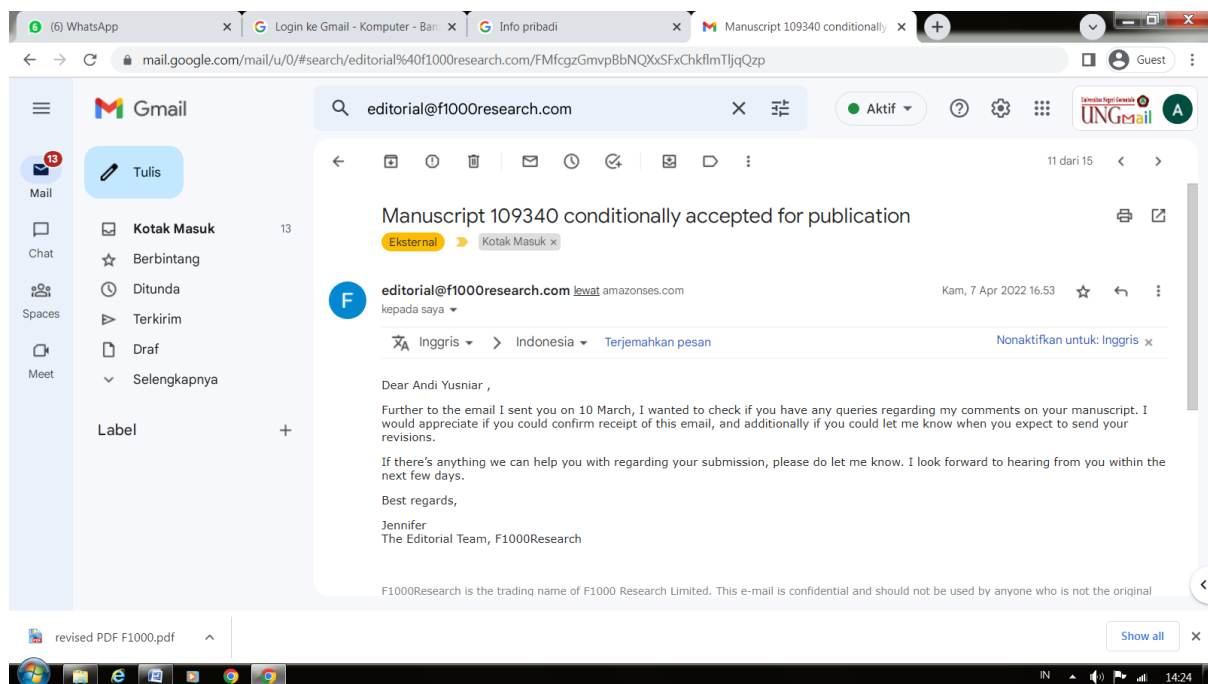 (6) WhatsApp
Login ke Gmail - Komputer - Ban
Info pribadi
Manuscript 109340 conditionally
mail.google.com/mail/u/0/#search/editorial%40f1000research.com/FMfcgzGmvpBbNQXxSFxChkflmTljqQzp
Guest
Gmail
editorial@f1000research.com
Aktif
Universitas Negeri Gorontalo
UNGMail
A
13
Mail
Chat
Spaces
Meet
Tulis
Kotak Masuk 13
Berbintang
Ditunda
Terkirim
Draf
Selengkapnya
Label
11 dari 15
Manuscript 109340 conditionally accepted for publication
Eksternal
Kotak Masuk ×
F
editorial@f1000research.com lewat amazonses.com
Kam, 7 Apr 2022 16.53
kepada saya
Inggris > Indonesia Terjemahkan pesan
Nonaktifkan untuk: Inggris ×
Dear Andi Yusniar ,
Further to the email I sent you on 10 March, I wanted to check if you have any queries regarding my comments on your manuscript. I
would appreciate if you could confirm receipt of this email, and additionally if you could let me know when you expect to send your
revisions.
If there's anything we can help you with regarding your submission, please do let me know. I look forward to hearing from you within the
next few days.
Best regards,
Jennifer
The Editorial Team, F1000Research
F1000Research is the trading name of F1000 Research Limited. This e-mail is confidential and should not be used by anyone who is not the original
revised PDF F1000.pdf
Show all
IN
14:24